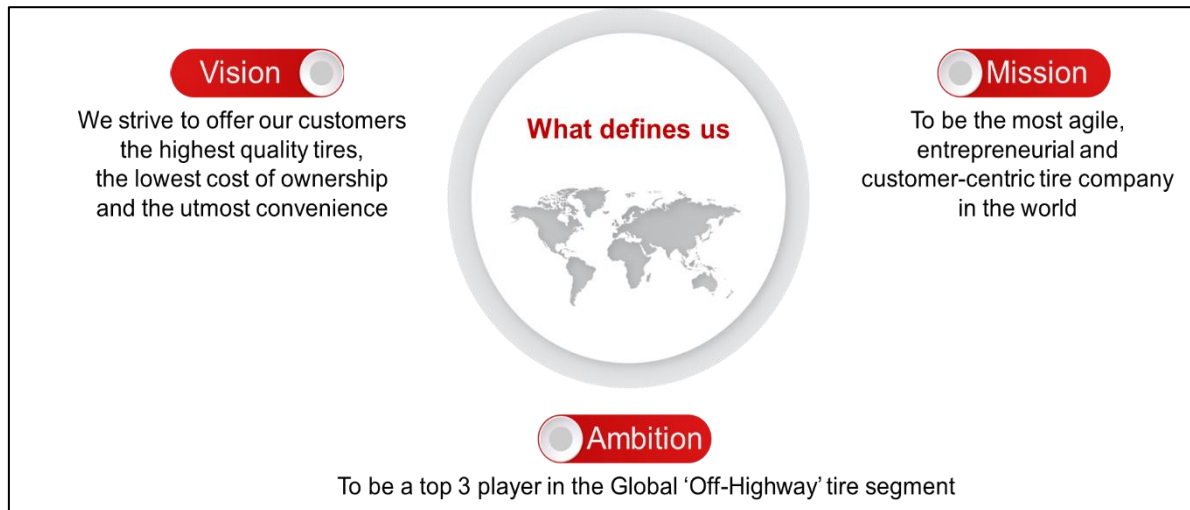 Vision
We strive to offer our customers
the highest quality tires,
the lowest cost of ownership
and the utmost convenience
What defines us
Mission
To be the most agile,
entrepreneurial and
customer-centric tire company
in the world
Ambition
To be a top 3 player in the Global ‘Off-Highway’ tire segment